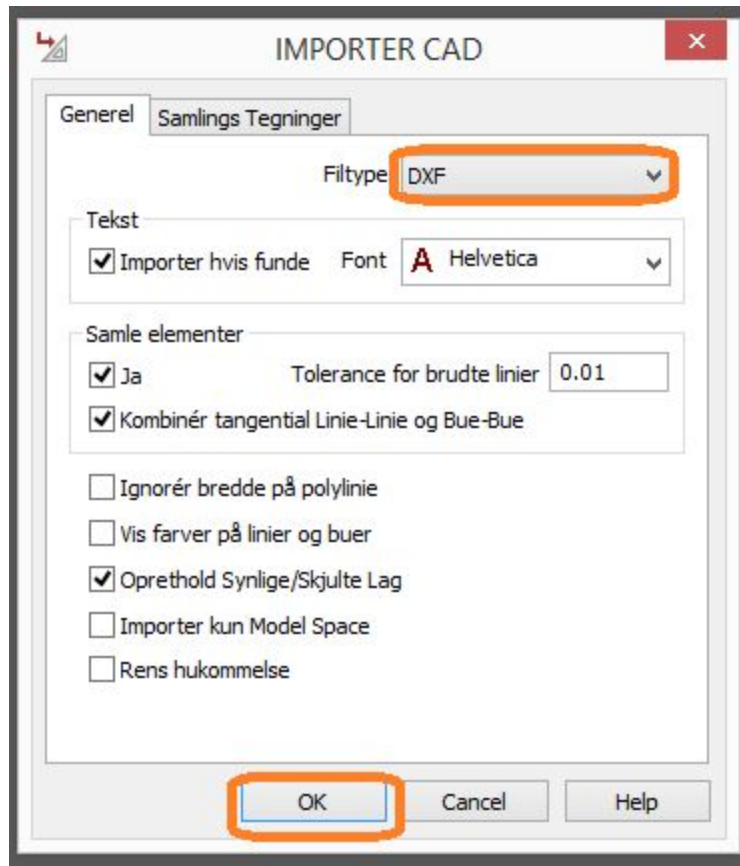 IMPORTER CAD
Generel Samlings Tegninger
Filtype DXF
Tekst
Importer hvis funde Font A Helvetica
Samle elementer
Ja Tolerance for brudte linier 0.01
Kombinér tangential Linie-Linie og Bue-Bue
Ignorér bredde på polylinie
Vis farver på linier og buer
Oprethold Synlige/Skjulte Lag
Importer kun Model Space
Rens hukommelse
OK Cancel Help